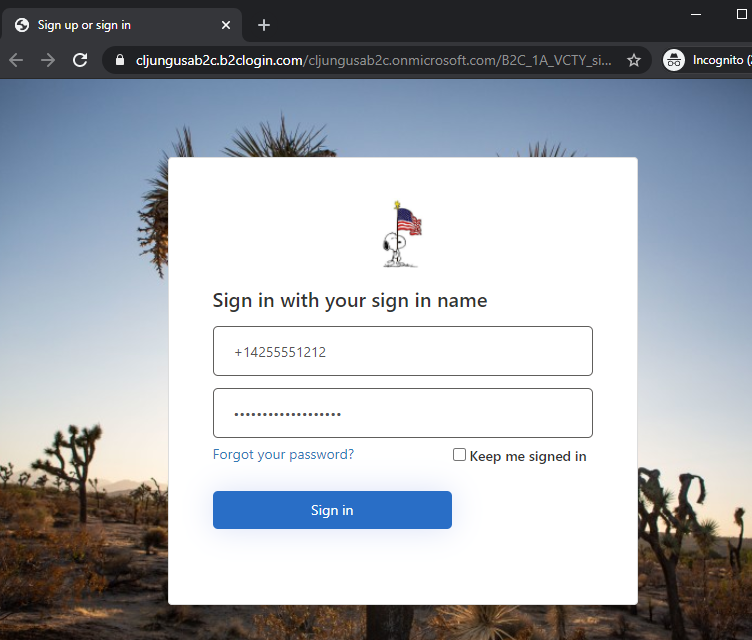 Sign up or sign in
cljungusab2c.b2clogin.com/cljungusab2c.onmicrosoft.com/B2C_1A_VCTY_si...
Incognito (2
Sign in with your sign in name
+14255551212
Forgot your password?
Keep me signed in
Sign in